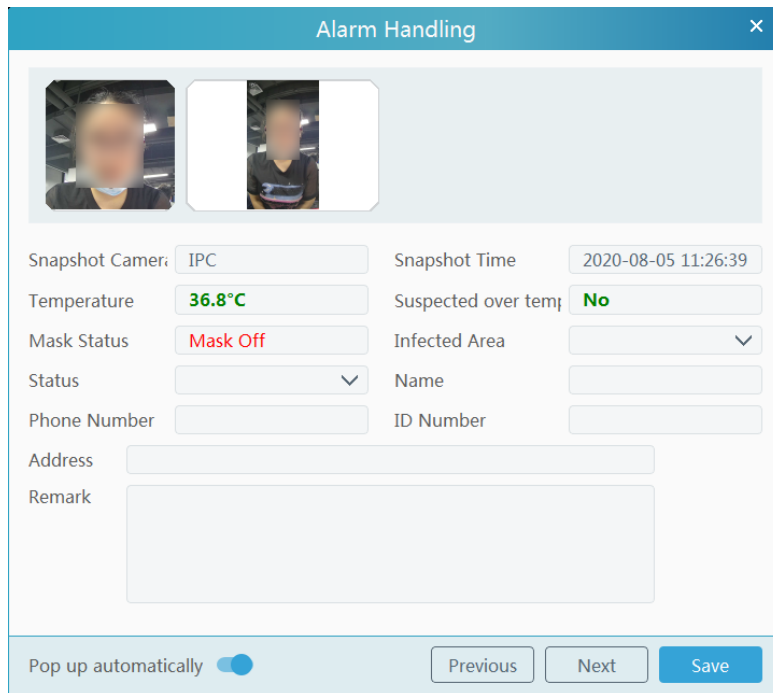 Alarm Handling
Snapshot Camera IPC Snapshot Time 2020-08-05 11:26:39
Temperature 36.8°C Suspected over temp No
Mask Status Mask Off Infected Area
Status Name
Phone Number ID Number
Address
Remark
Pop up automatically Previous Next Save